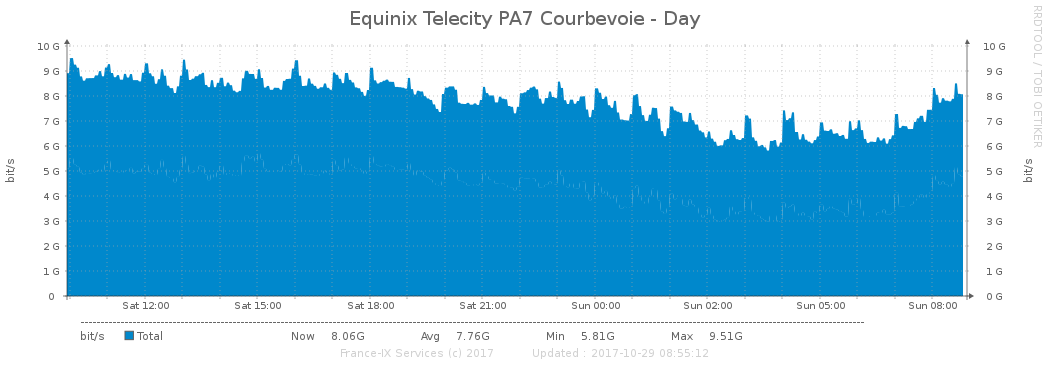 Equinix Telecity PA7 Courbevoie - Day
RRDTOOL / TOBI OETIKER
bit/s
10 G 10 G
9 G 9 G
8 G 8 G
7 G 7 G
6 G 6 G
5 G 5 G
4 G 4 G
3 G 3 G
2 G 2 G
1 G 1 G
0 0 G
bit/s
Sat 12:00 Sat 15:00 Sat 18:00 Sat 21:00 Sun 00:00 Sun 02:00 Sun 05:00 Sun 08:00
bit/s Total Now 8.06G Avg 7.76G Min 5.81G Max 9.51G
France-IX Services (c) 2017 Updated : 2017-10-29 08:55:12